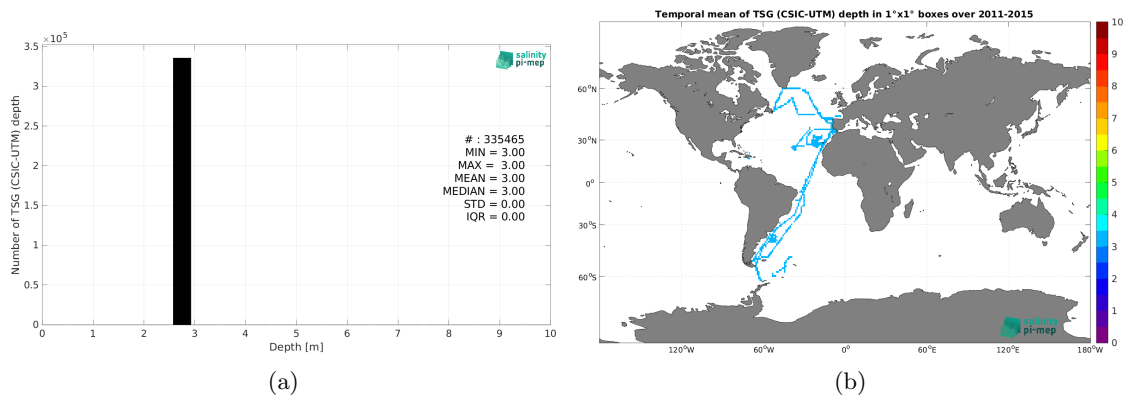 3.5
×10⁵
3
2.5
2
1.5
1
0.5
0
Number of TSG (CSIC-UTM) depth
salinity
pi-mep
# : 335465
MIN = 3.00
MAX = 3.00
MEAN = 3.00
MEDIAN = 3.00
STD = 0.00
IQR = 0.00
0 1 2 3 4 5 6 7 8 9 10
Depth [m]
(a)
Temporal mean of TSG (CSIC-UTM) depth in 1°x1° boxes over 2011-2015
60°N
30°N
0°
30°S
60°S
120°W 60°W 0° 60°E 120°E 180°W
salinity
pi-mep
10
9
8
7
6
5
4
3
2
1
0
(b)